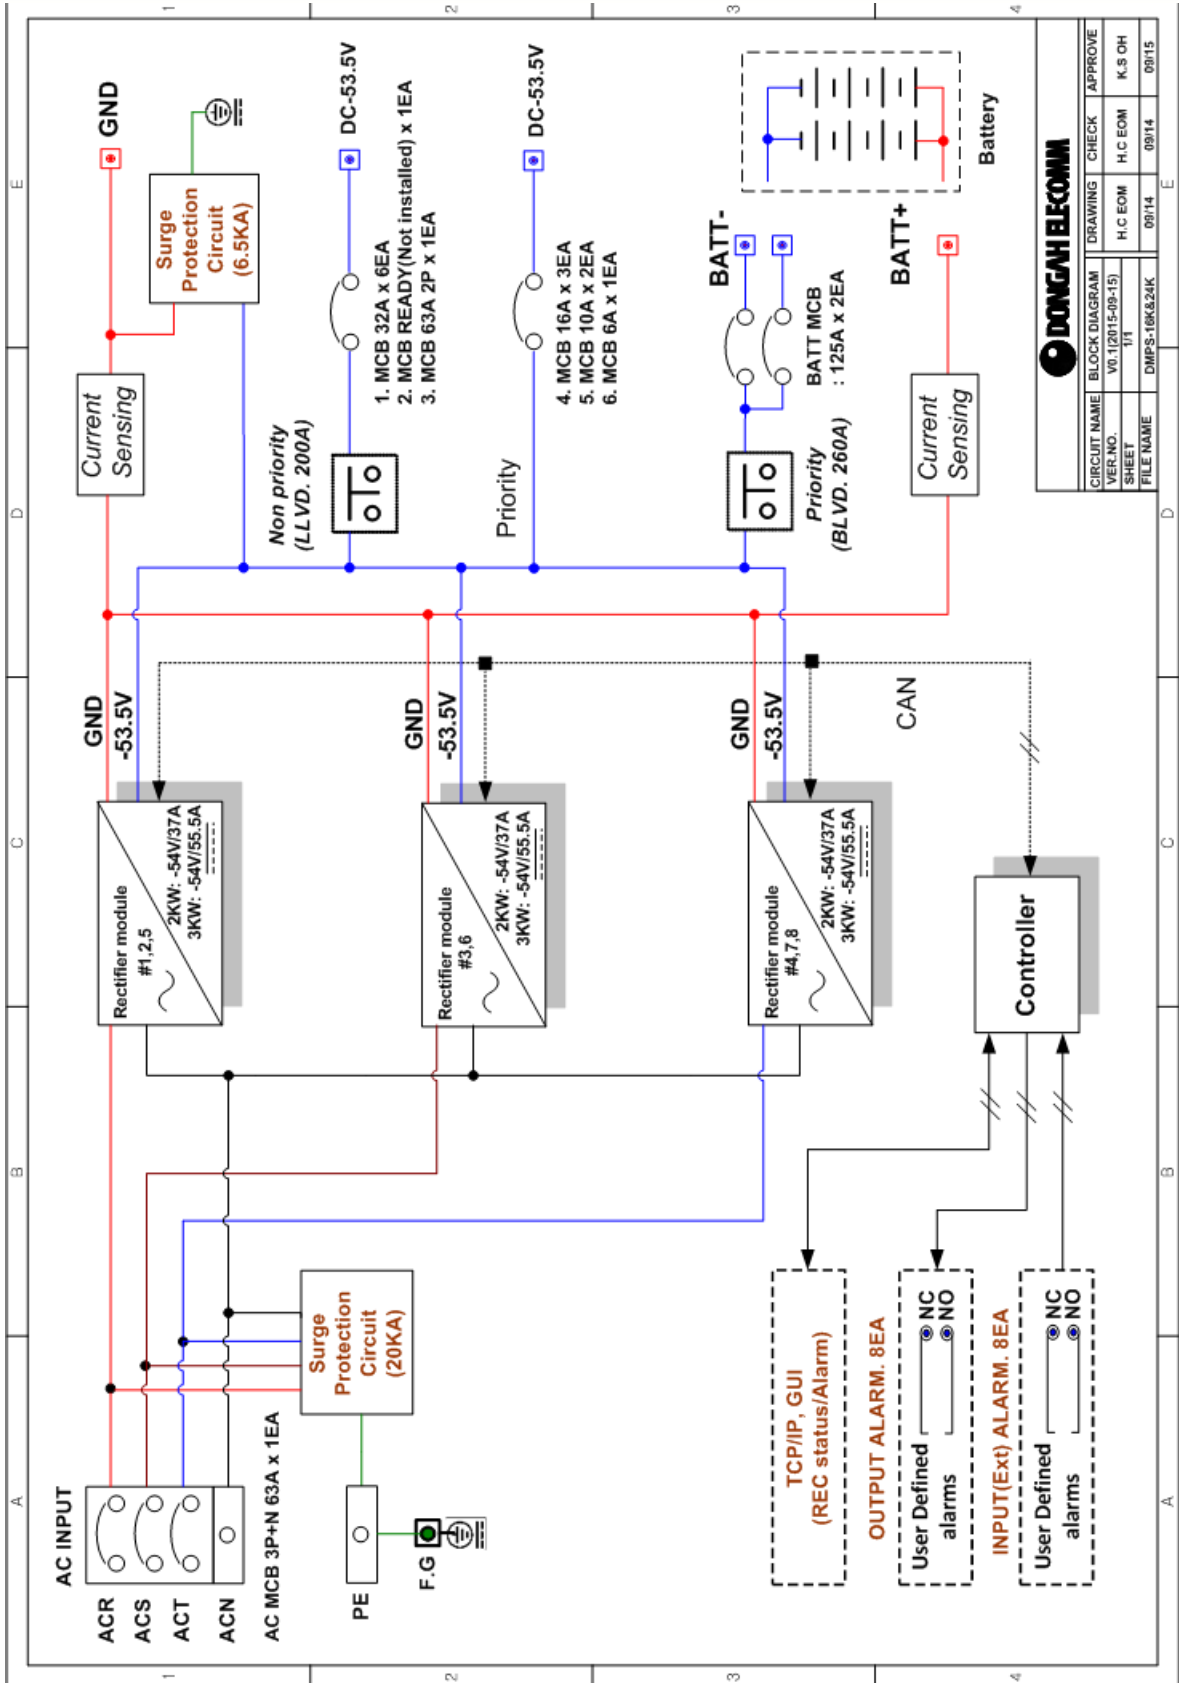 1
2
3
4
A
B
C
D
E
AC INPUT
ACR
ACS
ACT
ACN
AC MCB 3P+N 63A x 1EA
PE
F.G
Surge
Protection
Circuit
(20KA)
Rectifier module
#1,2,5
2KW: -54V/37A
3KW: -54V/55.5A
GND
-53.5V
Rectifier module
#3,6
2KW: -54V/37A
3KW: -54V/55.5A
GND
-53.5V
Rectifier module
#4,7,8
2KW: -54V/37A
3KW: -54V/55.5A
GND
-53.5V
CAN
Controller
TCP/IP, GUI
(REC status/Alarm)
OUTPUT ALARM. 8EA
User Defined
alarms
NC
NO
INPUT(Ext) ALARM. 8EA
User Defined
alarms
NC
NO
Current
Sensing
GND
Surge
Protection
Circuit
(6.5KA)
Non priority
(LLVD. 200A)
DC-53.5V
1. MCB 32A x 6EA
2. MCB READY(Not installed) x 1EA
3. MCB 63A 2P x 1EA
Priority
DC-53.5V
4. MCB 16A x 3EA
5. MCB 10A x 2EA
6. MCB 6A x 1EA
Priority
(BLVD. 260A)
BATT-
BATT MCB
: 125A x 2EA
BATT+
Battery
Current
Sensing
DONGAH ELECOMM
CIRCUIT NAME BLOCK DIAGRAM DRAWING CHECK APPROVE
VER.NO. V0.1(2015-09-15) H.C EOM H.C EOM K.S OH
SHEET 1/1
FILE NAME DMPS-16K&24K 09/14 09/14 09/15
A
B
C
D
E
1
2
3
4